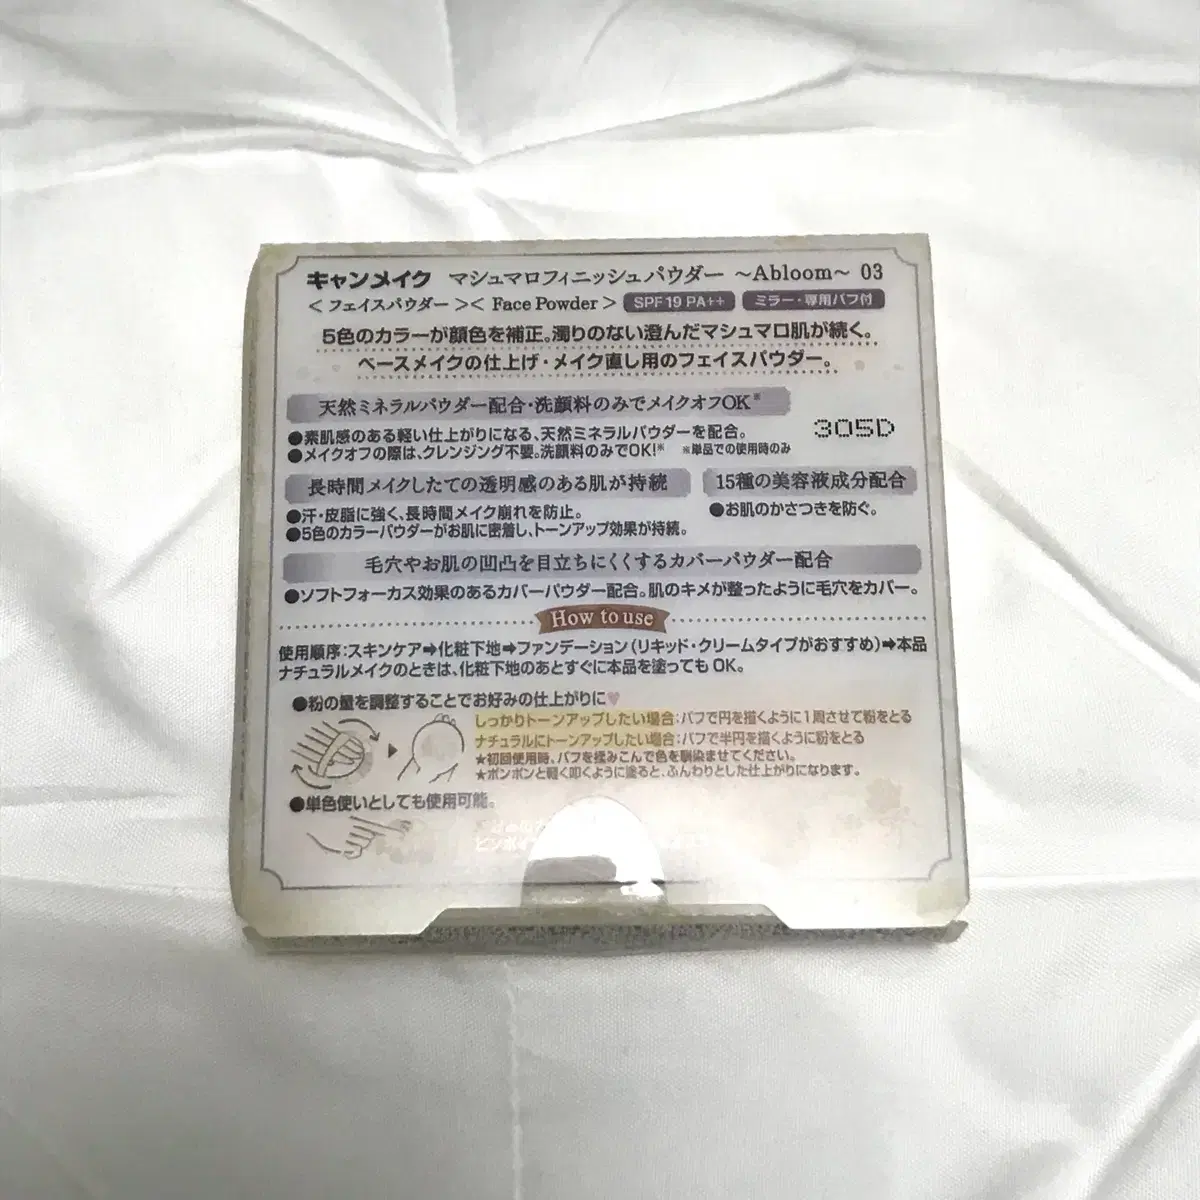 キャンメイク マシュマロフィニッシュパウダー ～Abloom～ 03
＜フェイスパウダー＞＜Face Powder＞ SPF19 PA++ ミラー・専用パフ付
5色のカラーが顔色を補正。濁りのない澄んだマシュマロ肌が続く。
ベースメイクの仕上げ・メイク直し用のフェイスパウダー。
天然ミネラルパウダー配合・洗顔料のみでメイクオフOK※
●素肌感のある軽い仕上がりになる、天然ミネラルパウダーを配合。
305D
●メイクオフの際は、クレンジング不要。洗顔料のみでOK!※ ※単品での使用時のみ
長時間メイクしたての透明感のある肌が持続
15種の美容液成分配合
●汗・皮脂に強く、長時間メイク崩れを防止。
●お肌のかさつきを防ぐ。
●5色のカラーパウダーがお肌に密着し、トーンアップ効果が持続。
毛穴やお肌の凹凸を目立ちにくくするカバーパウダー配合
●ソフトフォーカス効果のあるカバーパウダー配合。肌のキメが整ったように毛穴をカバー。
How to use
使用順序:スキンケア➡化粧下地➡ファンデーション(リキッド・クリームタイプがおすすめ)➡本品
ナチュラルメイクのときは、化粧下地のあとすぐに本品を塗ってもOK。
●粉の量を調整することでお好みの仕上がりに♥
しっかりトーンアップしたい場合:パフで円を描くように1周させて粉をとる
ナチュラルにトーンアップしたい場合:パフで半円を描くように粉をとる
★初回使用時、パフを揉みこんで色を馴染ませてください。
★ポンポンと軽く叩くように塗ると、ふんわりとした仕上がりになります。
●単色使いとしても使用可能。